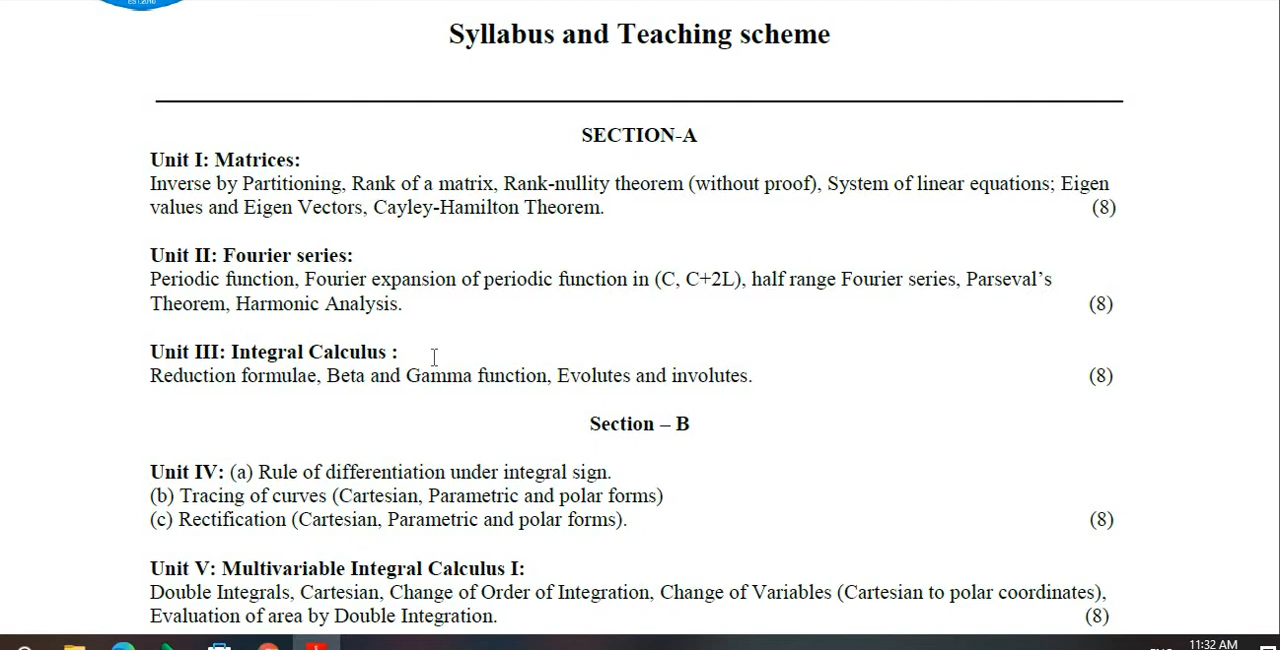 EST.2010
Syllabus and Teaching scheme
SECTION-A
Unit I: Matrices:
Inverse by Partitioning, Rank of a matrix, Rank-nullity theorem (without proof), System of linear equations; Eigen
values and Eigen Vectors, Cayley-Hamilton Theorem. (8)
Unit II: Fourier series:
Periodic function, Fourier expansion of periodic function in (C, C+2L), half range Fourier series, Parseval’s
Theorem, Harmonic Analysis. (8)
Unit III: Integral Calculus :
Reduction formulae, Beta and Gamma function, Evolutes and involutes. (8)
Section – B
Unit IV: (a) Rule of differentiation under integral sign.
(b) Tracing of curves (Cartesian, Parametric and polar forms)
(c) Rectification (Cartesian, Parametric and polar forms). (8)
Unit V: Multivariable Integral Calculus I:
Double Integrals, Cartesian, Change of Order of Integration, Change of Variables (Cartesian to polar coordinates),
Evaluation of area by Double Integration. (8)
11:32 AM